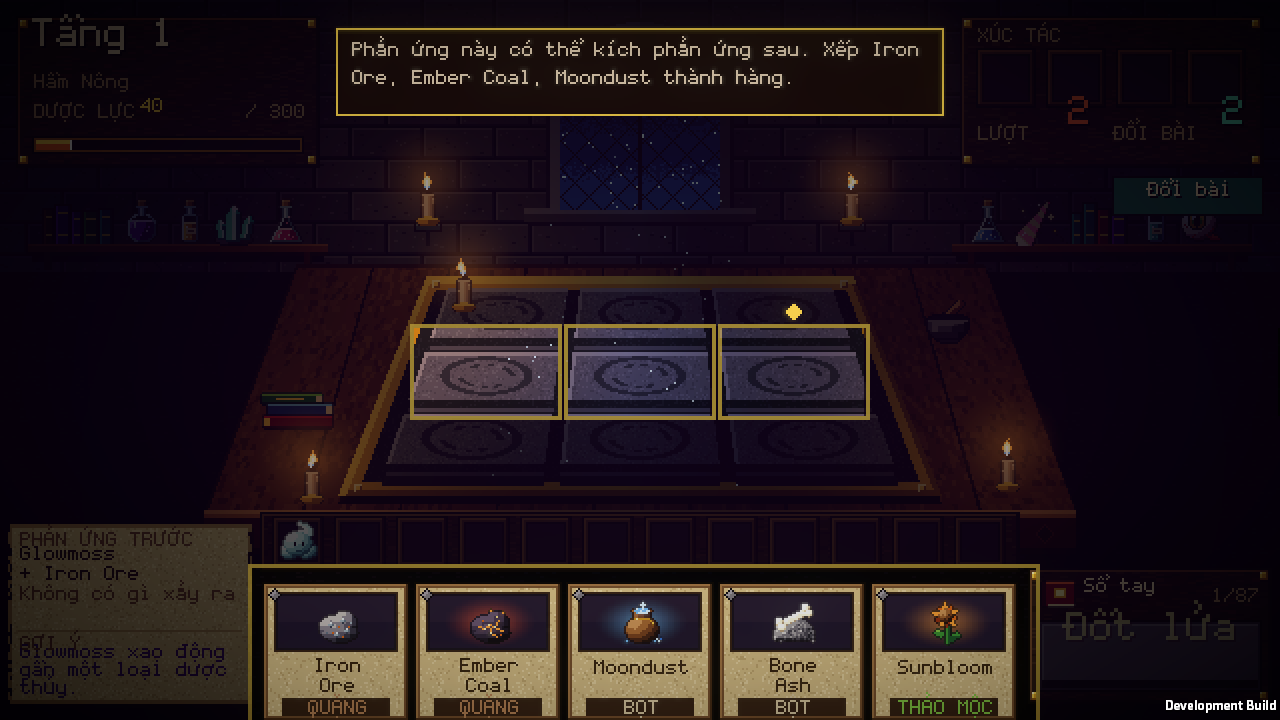 Tầng 1
Hầm Nông
DƯỢC LỰC 40 / 300
Phản ứng này có thể kích phản ứng sau. Xếp Iron
Ore, Ember Coal, Moondust thành hàng.
XÚC TÁC
LƯỢT 2 ĐỔI BÀI 2
Đổi bài
PHẢN ỨNG TRƯỚC
Glowmoss
+ Iron Ore
Không có gì xảy ra
GỢI Ý
Glowmoss xao động
gần một loại dược
thủy.
Iron
Ore
QUẶNG
Ember
Coal
QUẶNG
Moondust
BỘT
Bone
Ash
BỘT
Sunbloom
THẢO MỘC
Sổ tay
1/87
Đốt lửa
Development Build